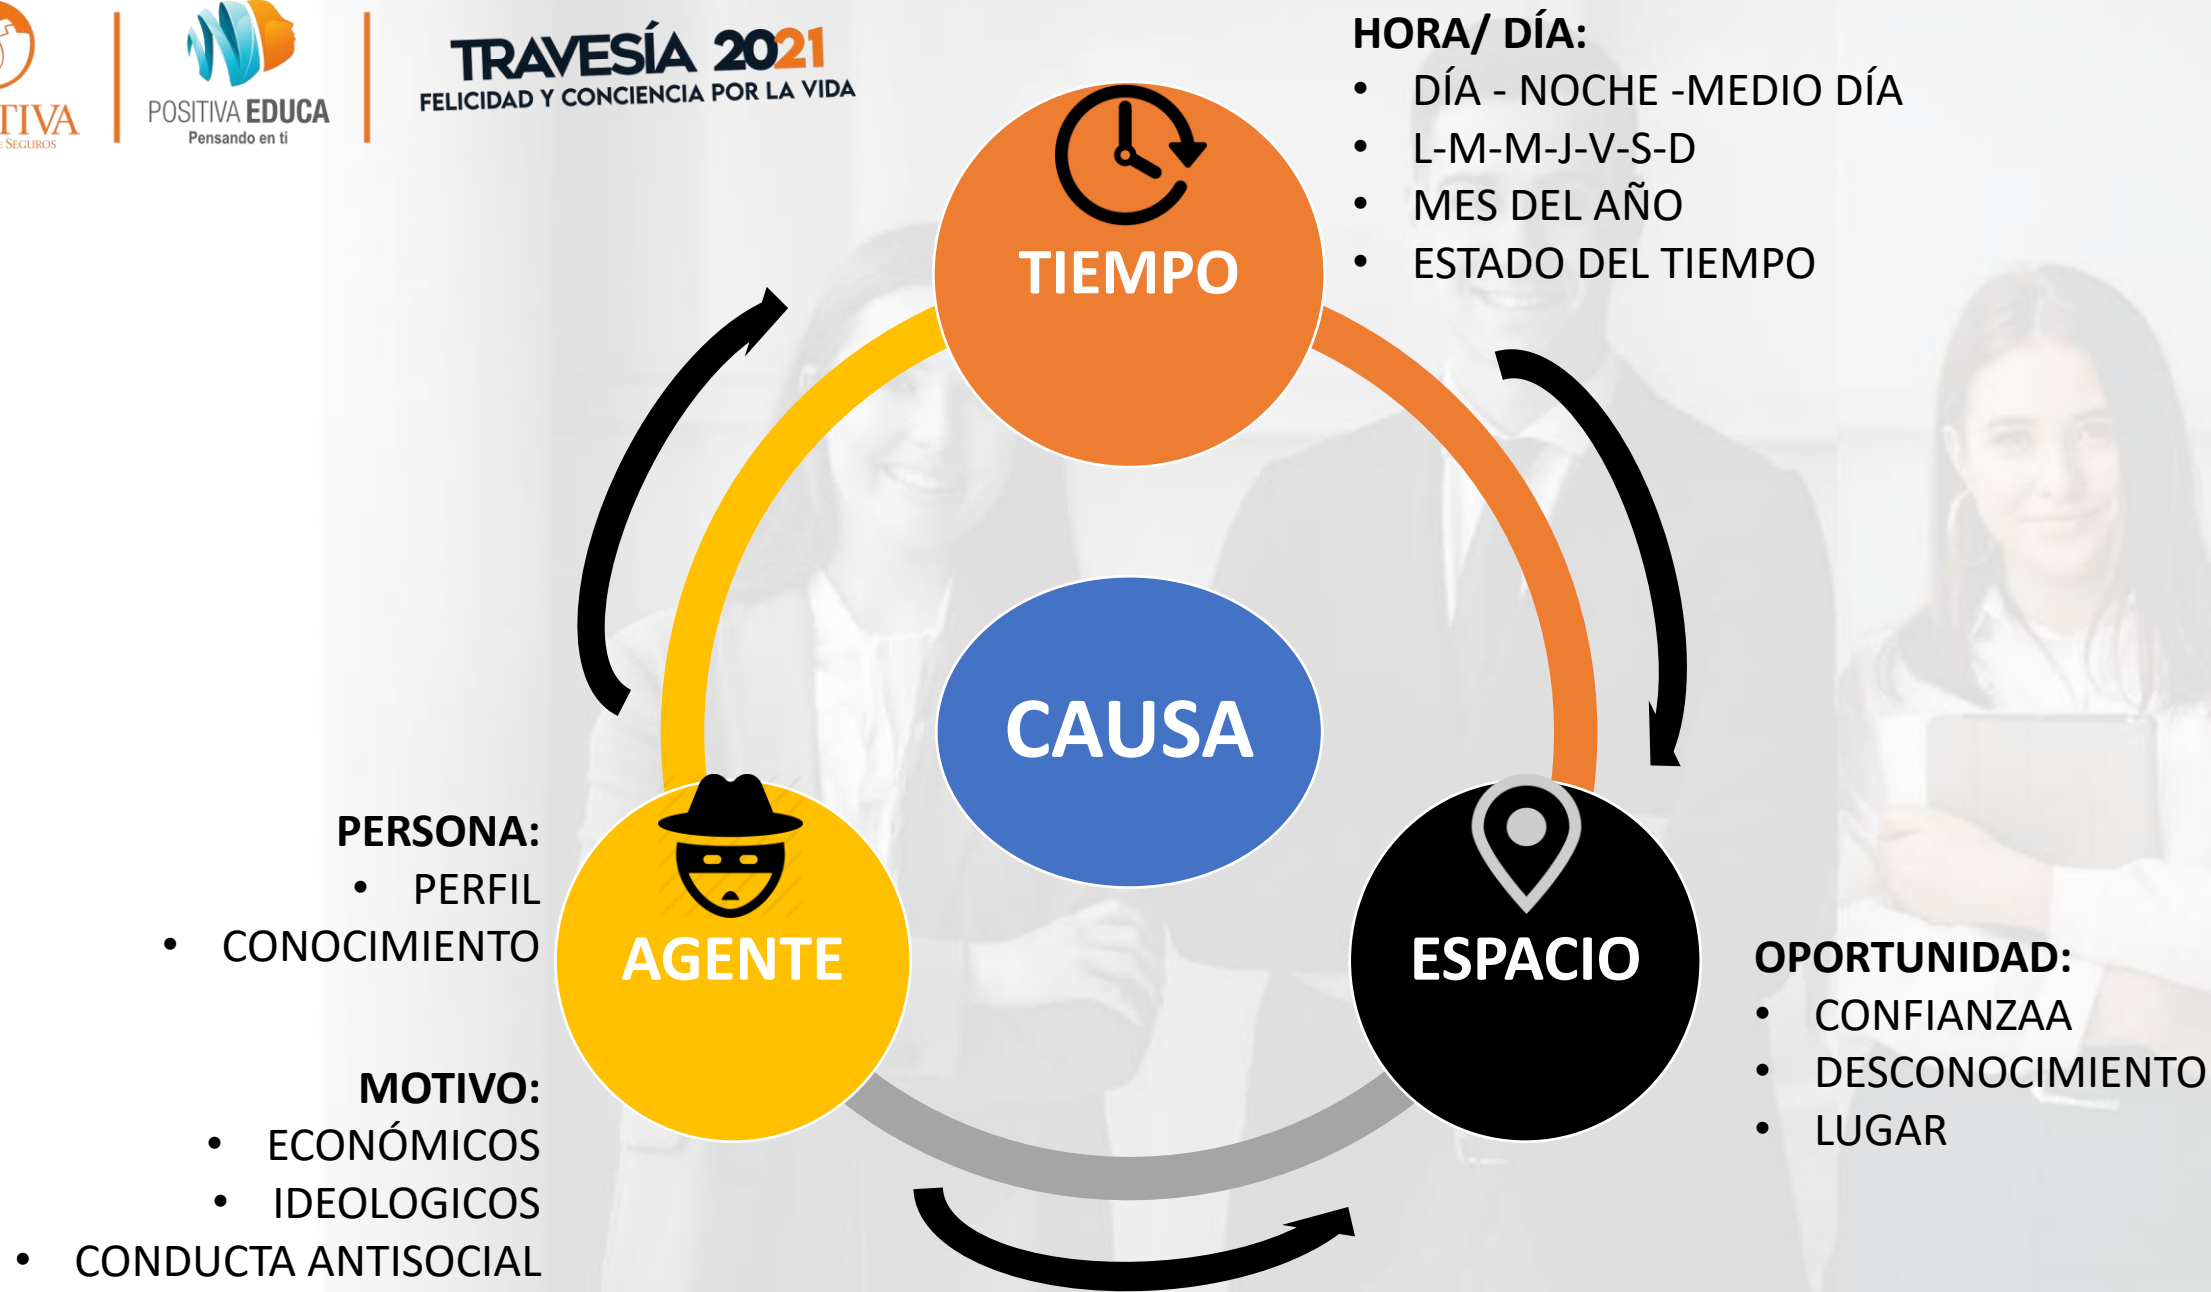 TIVA
E SEGUROS
POSITIVA EDUCA
Pensando en ti
TRAVESÍA 2021
FELICIDAD Y CONCIENCIA POR LA VIDA
HORA/ DÍA:
• DÍA - NOCHE -MEDIO DÍA
• L-M-M-J-V-S-D
• MES DEL AÑO
• ESTADO DEL TIEMPO
TIEMPO
CAUSA
PERSONA:
• PERFIL
• CONOCIMIENTO
AGENTE
MOTIVO:
• ECONÓMICOS
• IDEOLOGICOS
• CONDUCTA ANTISOCIAL
ESPACIO
OPORTUNIDAD:
• CONFIANZAA
• DESCONOCIMIENTO
• LUGAR